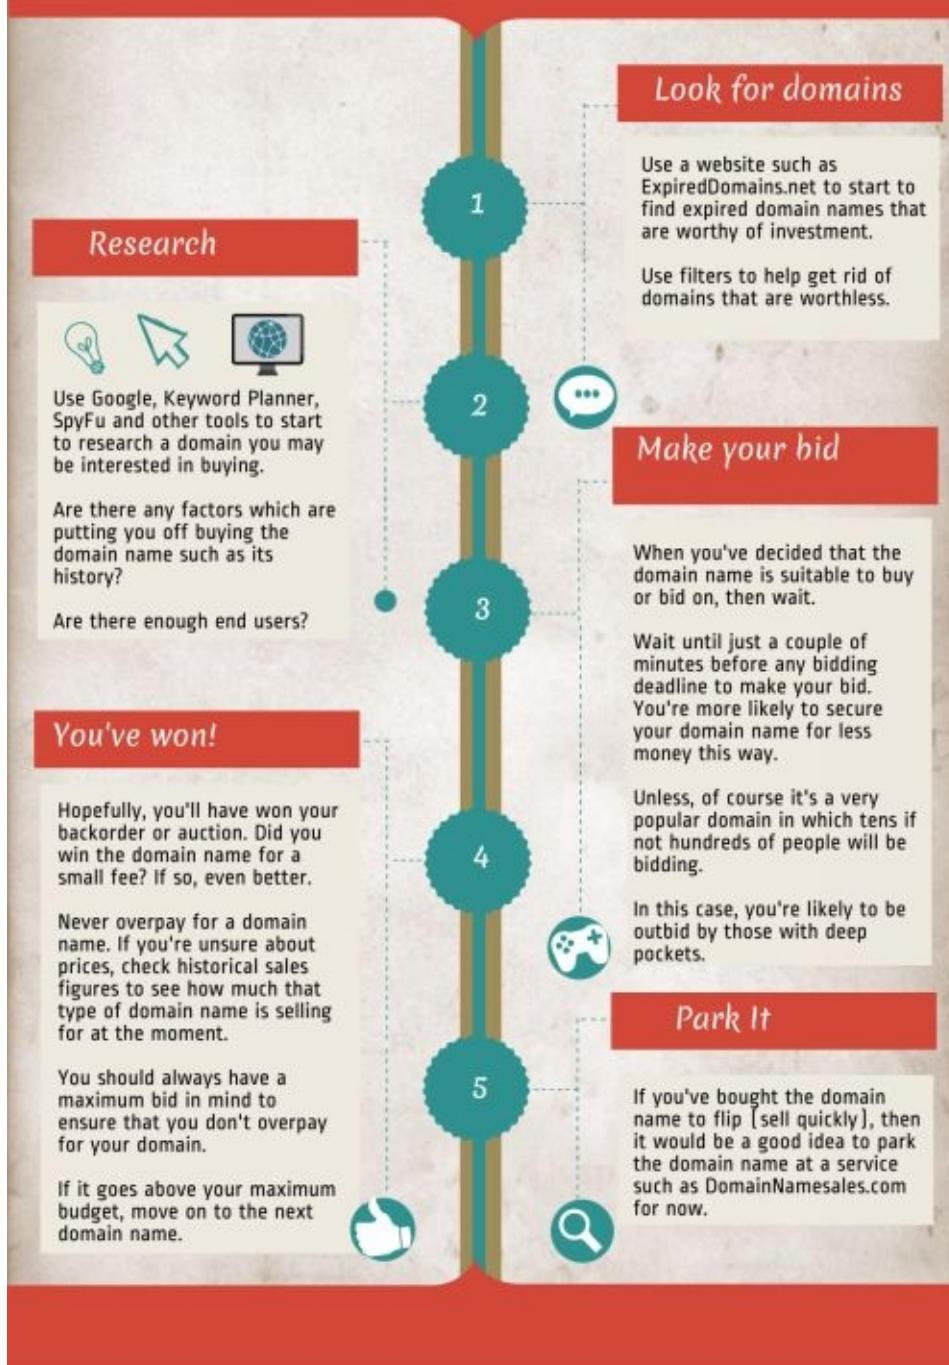 1
Look for domains
Use a website such as
ExpiredDomains.net to start to
find expired domain names that
are worthy of investment.
Use filters to help get rid of
domains that are worthless.
2
Research
Use Google, Keyword Planner,
SpyFu and other tools to start
to research a domain you may
be interested in buying.
Are there any factors which are
putting you off buying the
domain name such as its
history?
Are there enough end users?
3
Make your bid
When you've decided that the
domain name is suitable to buy
or bid on, then wait.
Wait until just a couple of
minutes before any bidding
deadline to make your bid.
You're more likely to secure
your domain name for less
money this way.
Unless, of course it's a very
popular domain in which tens if
not hundreds of people will be
bidding.
In this case, you're likely to be
outbid by those with deep
pockets.
4
You've won!
Hopefully, you'll have won your
backorder or auction. Did you
win the domain name for a
small fee? If so, even better.
Never overpay for a domain
name. If you're unsure about
prices, check historical sales
figures to see how much that
type of domain name is selling
for at the moment.
You should always have a
maximum bid in mind to
ensure that you don't overpay
for your domain.
If it goes above your maximum
budget, move on to the next
domain name.
5
Park It
If you've bought the domain
name to flip [sell quickly], then
it would be a good idea to park
the domain name at a service
such as DomainNamesales.com
for now.